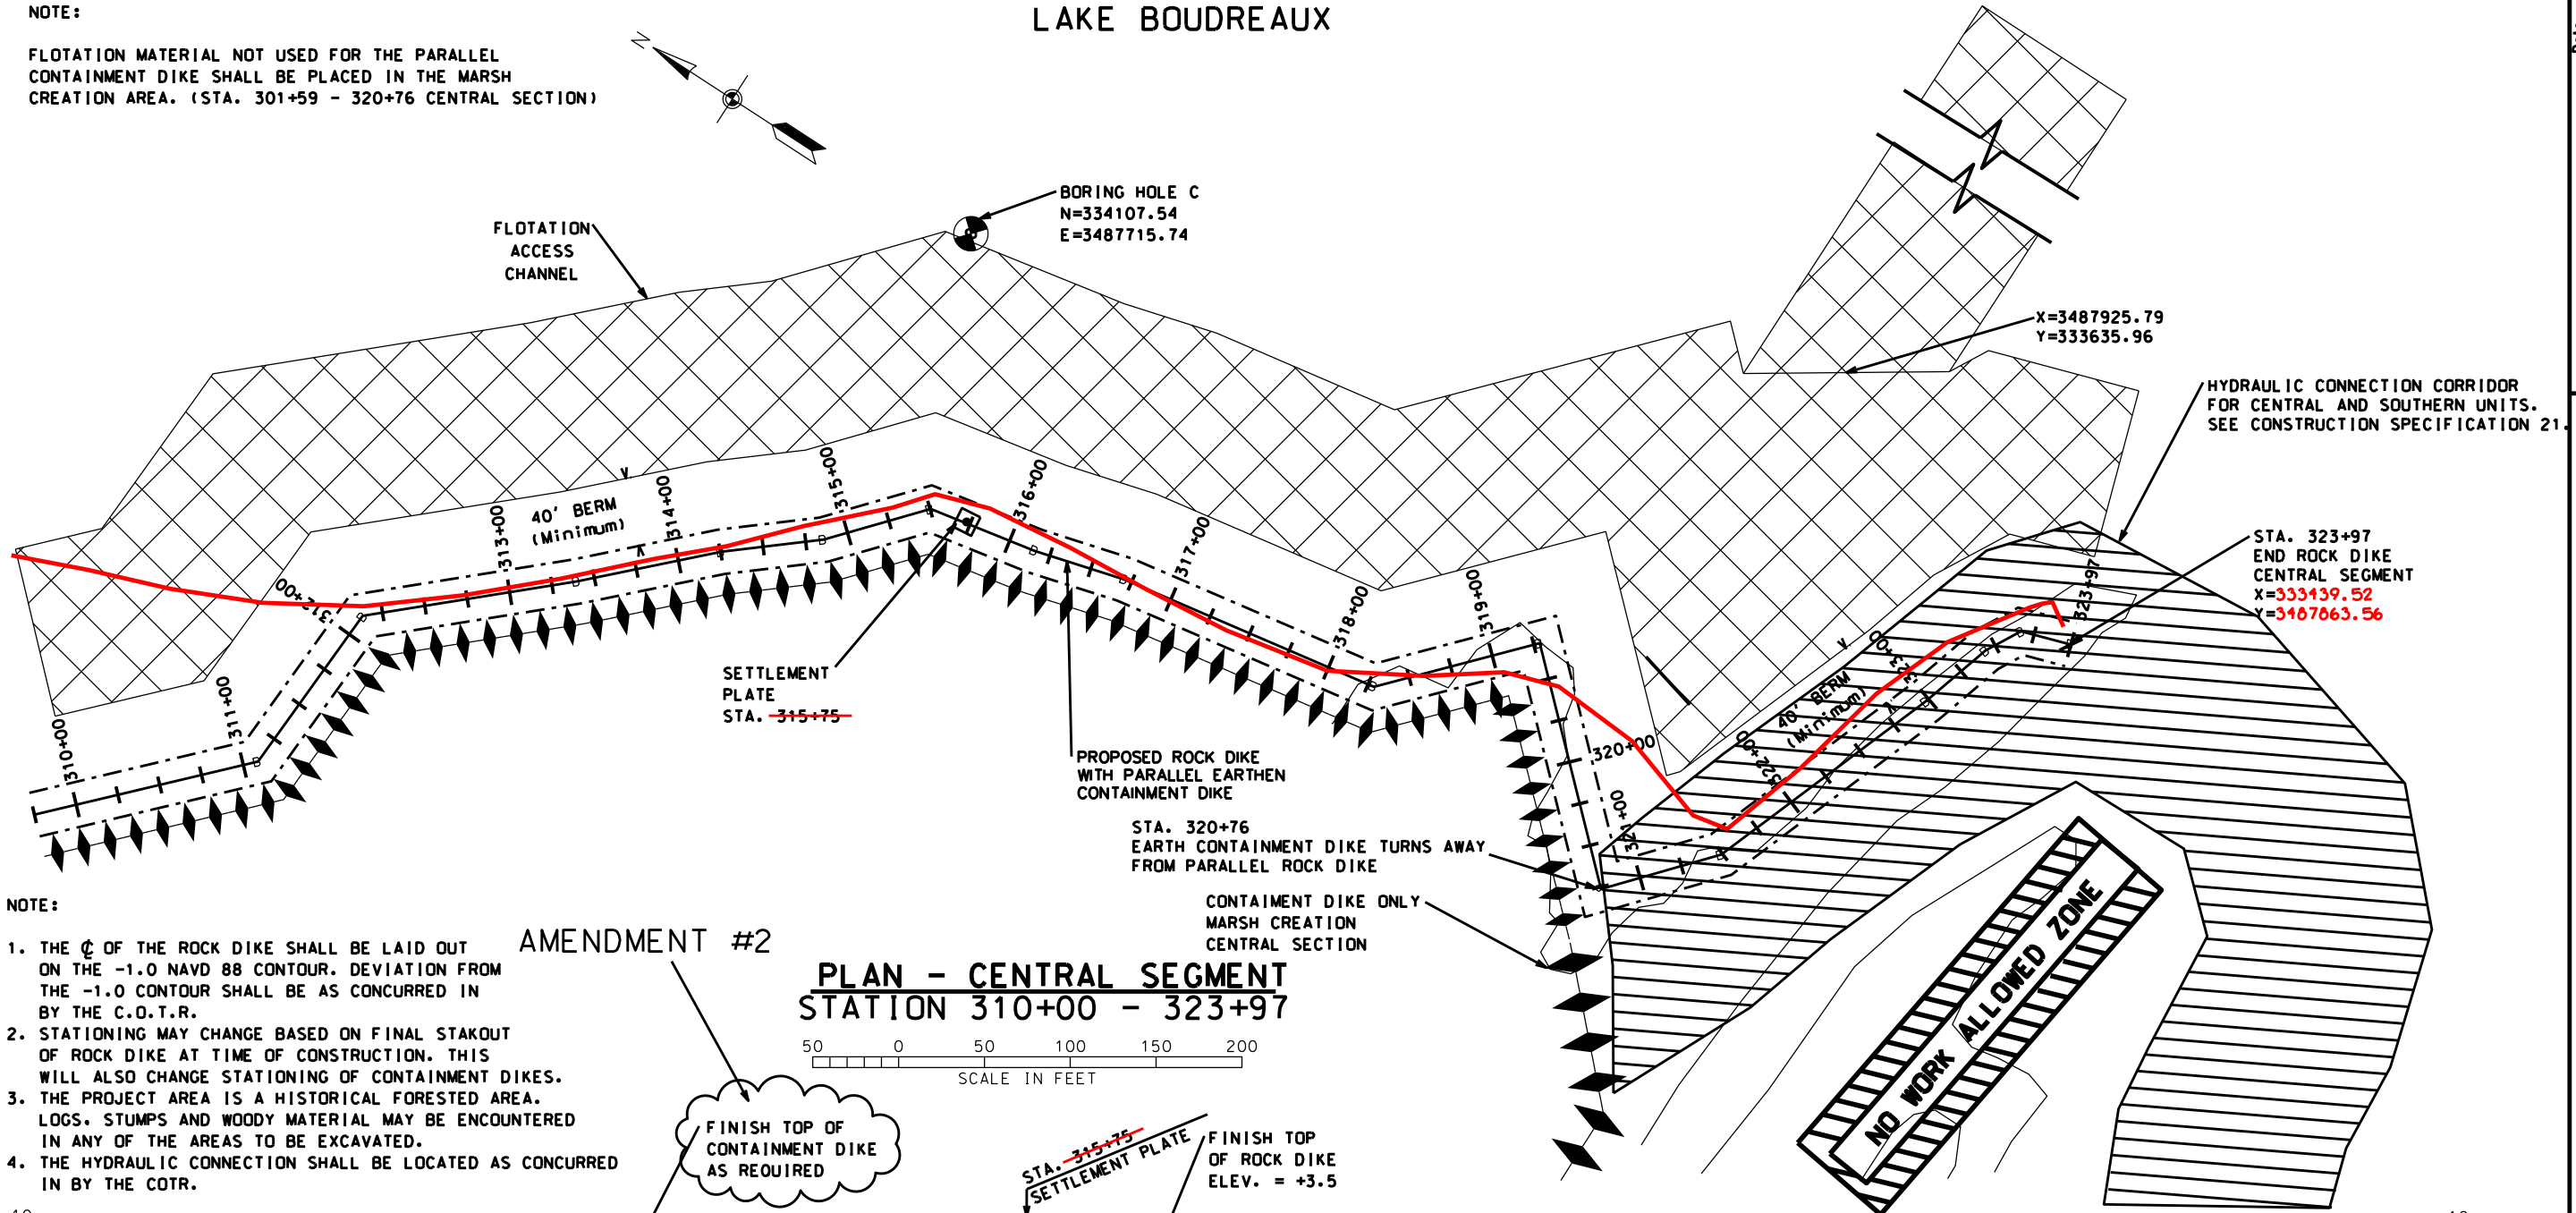 NOTE:
LAKE BOUDREAUX
FLOTATION MATERIAL NOT USED FOR THE PARALLEL
CONTAINMENT DIKE SHALL BE PLACED IN THE MARSH
CREATION AREA. (STA. 301+59 - 320+76 CENTRAL SECTION)
N
BORING HOLE C
N=334107.54
E=3487715.74
FLOTATION
ACCESS
CHANNEL
X=3487925.79
Y=333635.96
HYDRAULIC CONNECTION CORRIDOR
FOR CENTRAL AND SOUTHERN UNITS.
SEE CONSTRUCTION SPECIFICATION 21.
40' BERM
(Minimum)
310+00
311+00
312+00
313+00
314+00
315+00
316+00
317+00
318+00
319+00
320+00
321+00
322+00
323+00
323+97
40' BERM
(Minimum)
STA. 323+97
END ROCK DIKE
CENTRAL SEGMENT
X=333439.52
Y=3487863.56
SETTLEMENT
PLATE
STA. 315+75
PROPOSED ROCK DIKE
WITH PARALLEL EARTHEN
CONTAINMENT DIKE
STA. 320+76
EARTH CONTAINMENT DIKE TURNS AWAY
FROM PARALLEL ROCK DIKE
CONTAIMENT DIKE ONLY
MARSH CREATION
CENTRAL SECTION
NO WORK ALLOWED ZONE
NOTE:
1. THE ℄ OF THE ROCK DIKE SHALL BE LAID OUT
ON THE -1.0 NAVD 88 CONTOUR. DEVIATION FROM
THE -1.0 CONTOUR SHALL BE AS CONCURRED IN
BY THE C.O.T.R.
2. STATIONING MAY CHANGE BASED ON FINAL STAKOUT
OF ROCK DIKE AT TIME OF CONSTRUCTION. THIS
WILL ALSO CHANGE STATIONING OF CONTAINMENT DIKES.
3. THE PROJECT AREA IS A HISTORICAL FORESTED AREA.
LOGS, STUMPS AND WOODY MATERIAL MAY BE ENCOUNTERED
IN ANY OF THE AREAS TO BE EXCAVATED.
4. THE HYDRAULIC CONNECTION SHALL BE LOCATED AS CONCURRED
IN BY THE COTR.
AMENDMENT #2
PLAN - CENTRAL SEGMENT
STATION 310+00 - 323+97
50 0 50 100 150 200
SCALE IN FEET
FINISH TOP OF
CONTAINMENT DIKE
AS REQUIRED
STA. 315+75
SETTLEMENT PLATE
FINISH TOP
OF ROCK DIKE
ELEV. = +3.5